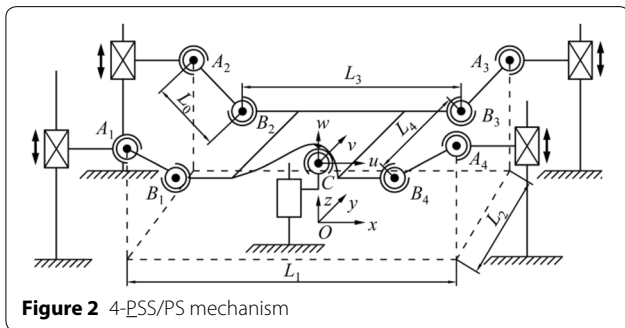 A₂ L₃ A₃
L₀
A₁ B₂ w L₄ B₃
v A₄
B₁ C u B₄
z y L₂
O x
L₁
Figure 2 4-PSS/PS mechanism